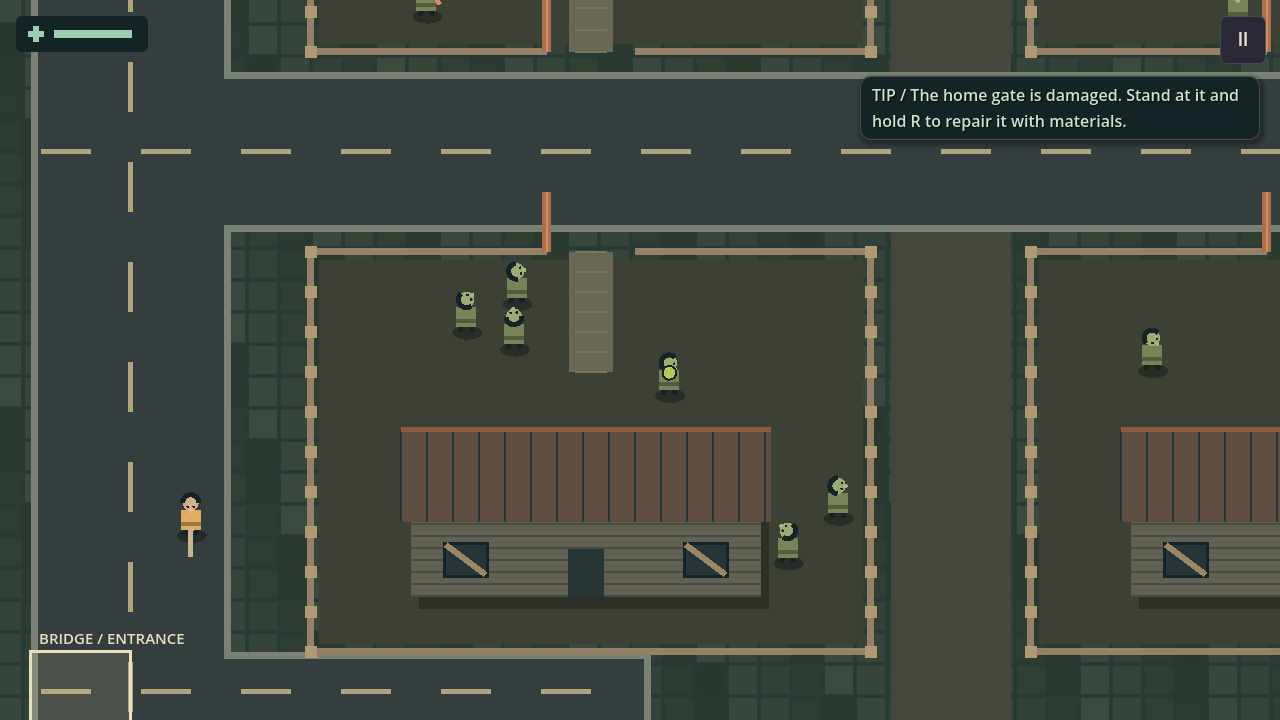 TIP / The home gate is damaged. Stand at it and
hold R to repair it with materials.
BRIDGE / ENTRANCE